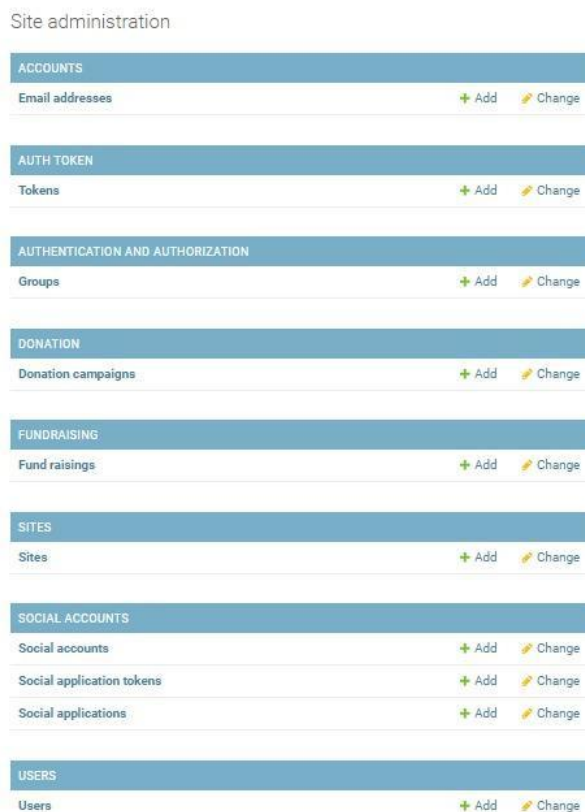 Site administration
ACCOUNTS
Email addresses + Add Change
AUTH TOKEN
Tokens + Add Change
AUTHENTICATION AND AUTHORIZATION
Groups + Add Change
DONATION
Donation campaigns + Add Change
FUNDRAISING
Fund raisings + Add Change
SITES
Sites + Add Change
SOCIAL ACCOUNTS
Social accounts + Add Change
Social application tokens + Add Change
Social applications + Add Change
USERS
Users + Add Change